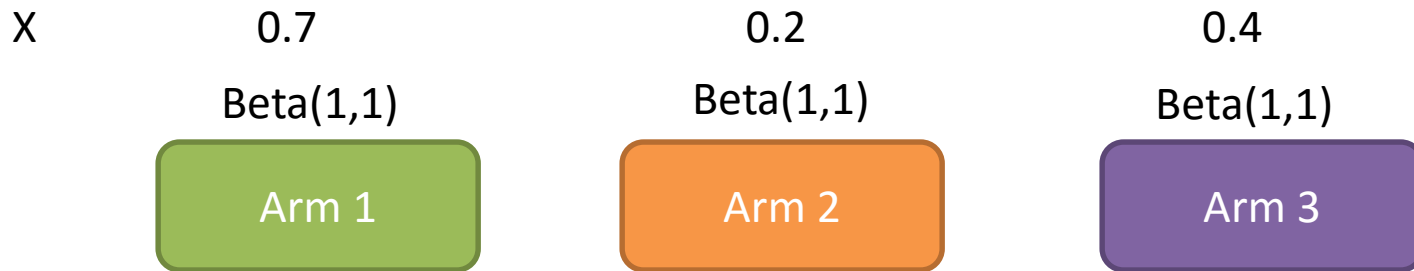 X 0.7 0.2 0.4
Beta(1,1) Beta(1,1) Beta(1,1)
Arm 1 Arm 2 Arm 3